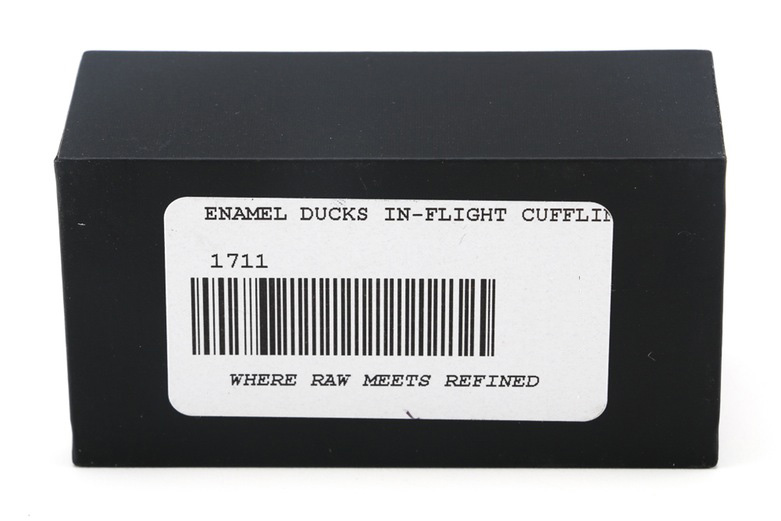 ENAMEL DUCKS IN-FLIGHT CUFFLIN
1711
WHERE RAW MEETS REFINED